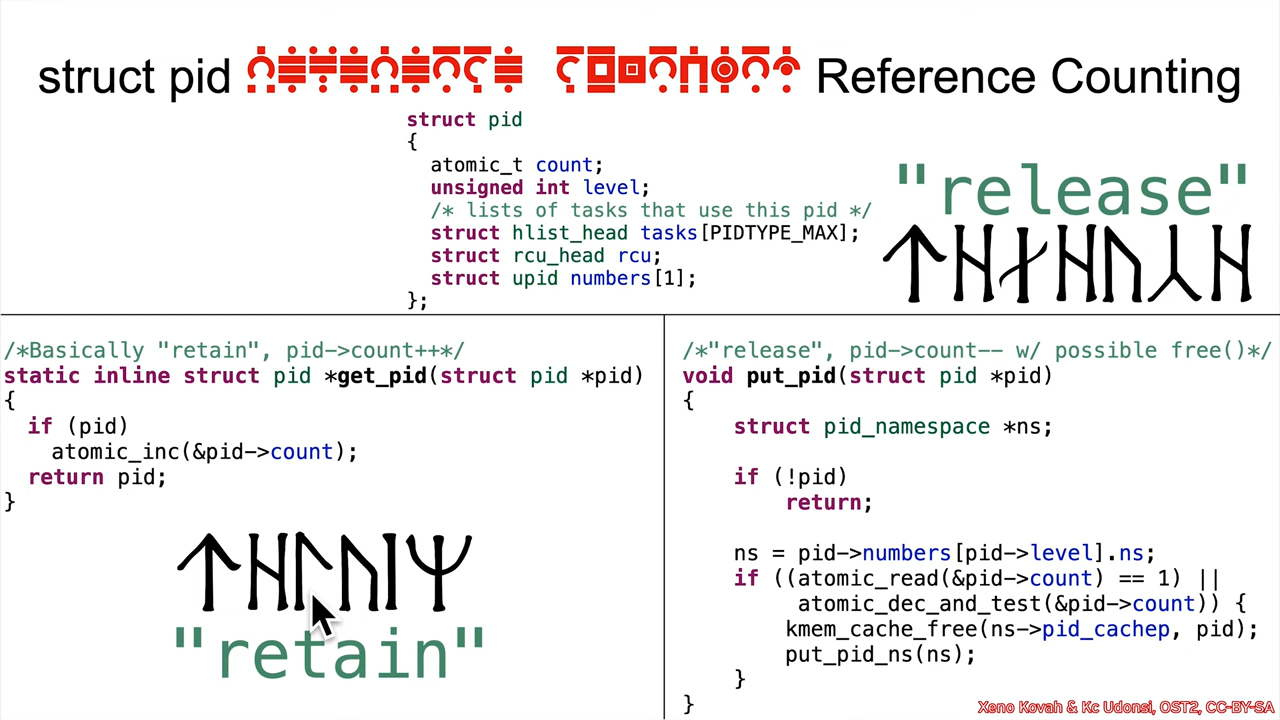 struct pid Reference Counting
struct pid
{
atomic_t count;
unsigned int level;
/* lists of tasks that use this pid */
struct hlist_head tasks[PIDTYPE_MAX];
struct rcu_head rcu;
struct upid numbers[1];
};
"release"
/*Basically "retain", pid->count++*/
static inline struct pid *get_pid(struct pid *pid)
{
if (pid)
atomic_inc(&pid->count);
return pid;
}
"retain"
/*"release", pid->count-- w/ possible free()*/
void put_pid(struct pid *pid)
{
struct pid_namespace *ns;
if (!pid)
return;
ns = pid->numbers[pid->level].ns;
if ((atomic_read(&pid->count) == 1) ||
atomic_dec_and_test(&pid->count)) {
kmem_cache_free(ns->pid_cachep, pid);
put_pid_ns(ns);
}
}
Xeno Kovah & Kc Udonsi, OST2, CC-BY-SA